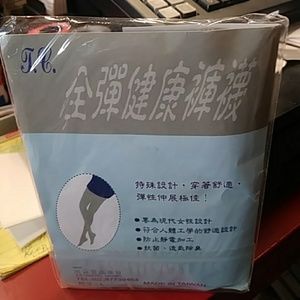 T.C.
全彈健康褲襪
特殊設計，穿著舒適，
彈性伸展極佳！
●專為現代女性設計
●符合人體工學的舒適設計
●防止靜電加工
●抗菌、透氣除臭
MADE IN TAIWAN